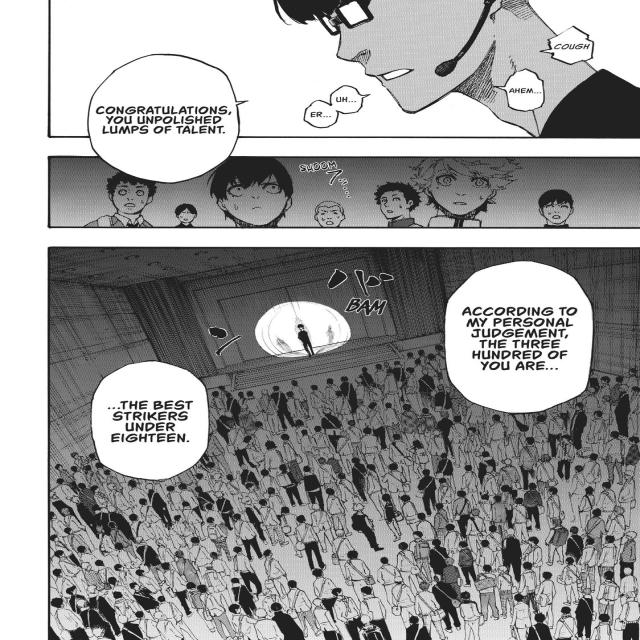 COUGH
AHEM...
UH...
ER...
CONGRATULATIONS,
YOU UNPOLISHED
LUMPS OF TALENT.
SHOOM
BAM
ACCORDING TO
MY PERSONAL
JUDGEMENT,
THE THREE
HUNDRED OF
YOU ARE...
...THE BEST
STRIKERS
UNDER
EIGHTEEN.